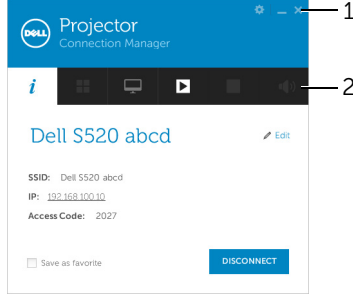 1
DELL
Projector
Connection Manager
2
i
Dell S520 abcd
Edit
SSID: Dell S520 abcd
IP: 192.168.100.10
Access Code: 2027
Save as favorite
DISCONNECT